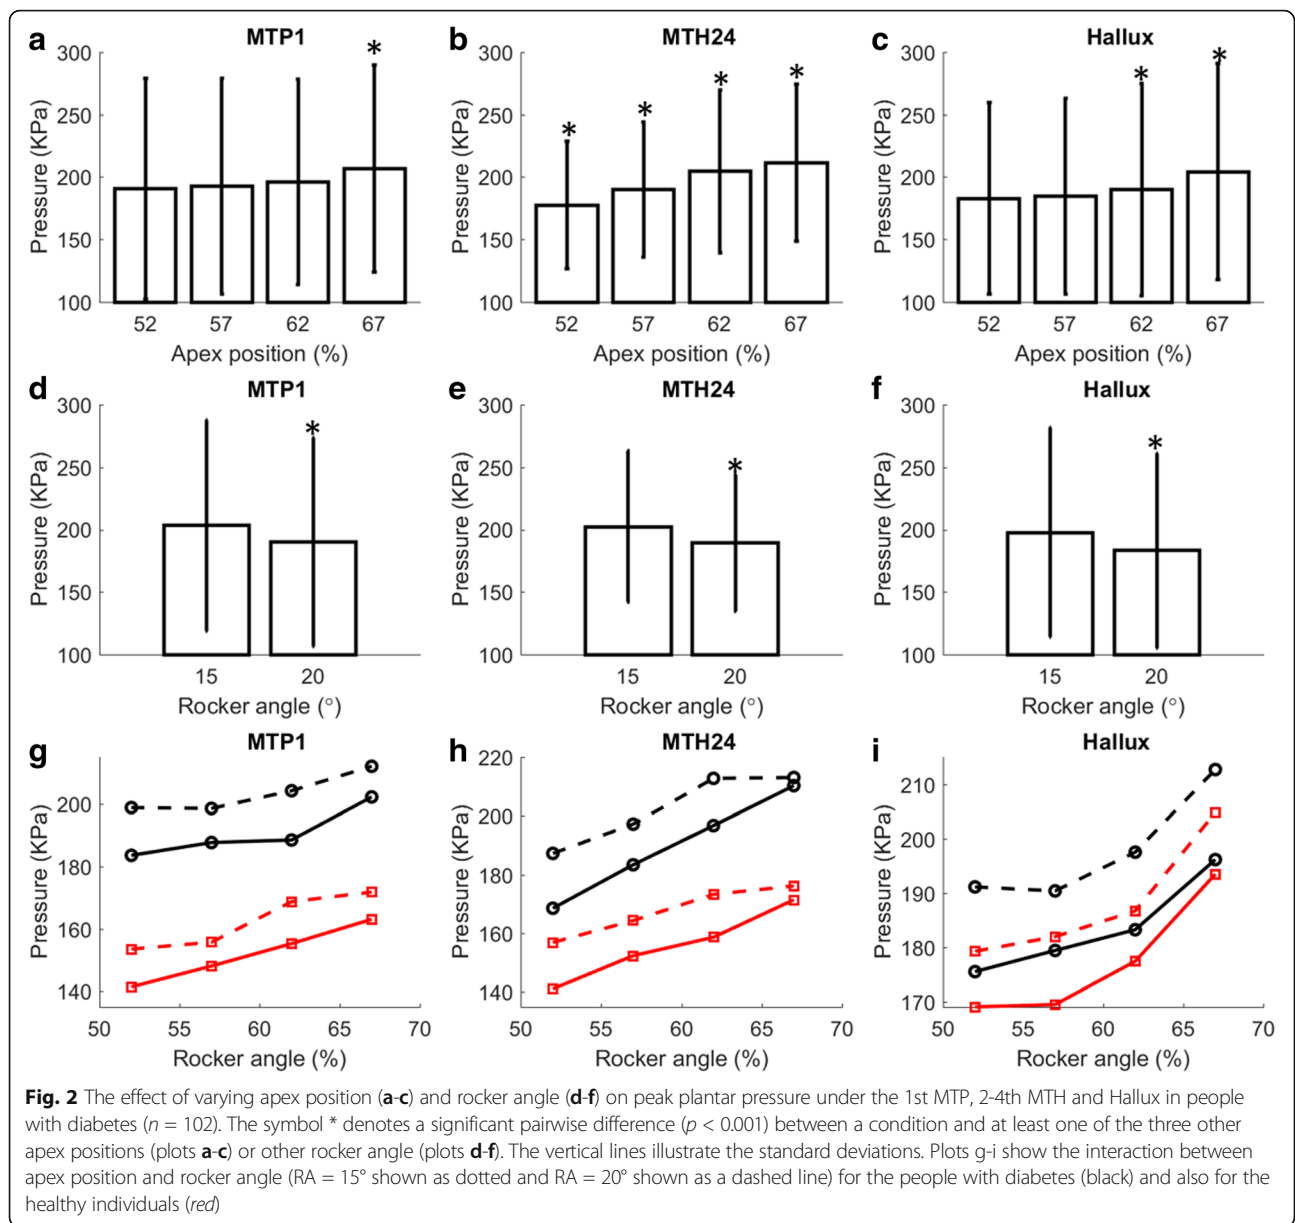 a MTP1
*
300
250
200
150
100
Pressure (KPa)
52 57 62 67
Apex position (%)
b MTH24
* * * *
300
250
200
150
100
Pressure (KPa)
52 57 62 67
Apex position (%)
c Hallux
* *
300
250
200
150
100
Pressure (KPa)
52 57 62 67
Apex position (%)
d MTP1
*
300
250
200
150
100
Pressure (KPa)
15 20
Rocker angle (°)
e MTH24
*
300
250
200
150
100
Pressure (KPa)
15 20
Rocker angle (°)
f Hallux
*
300
250
200
150
100
Pressure (KPa)
15 20
Rocker angle (°)
g MTP1
200
180
160
140
Pressure (KPa)
50 55 60 65 70
Rocker angle (%)
h MTH24
220
200
180
160
140
Pressure (KPa)
50 55 60 65 70
Rocker angle (%)
i Hallux
210
200
190
180
170
Pressure (KPa)
50 55 60 65 70
Rocker angle (%)
Fig. 2 The effect of varying apex position (a-c) and rocker angle (d-f) on peak plantar pressure under the 1st MTP, 2-4th MTH and Hallux in people
with diabetes (n = 102). The symbol * denotes a significant pairwise difference (p < 0.001) between a condition and at least one of the three other
apex positions (plots a-c) or other rocker angle (plots d-f). The vertical lines illustrate the standard deviations. Plots g-i show the interaction between
apex position and rocker angle (RA = 15° shown as dotted and RA = 20° shown as a dashed line) for the people with diabetes (black) and also for the
healthy individuals (red)